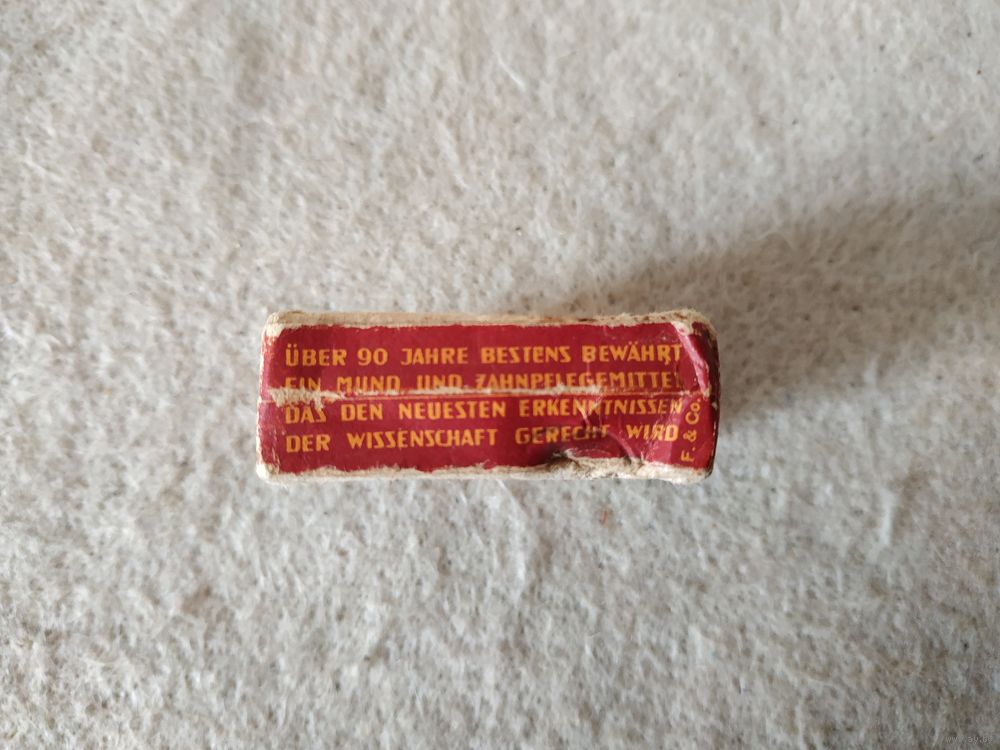 ÜBER 90 JAHRE BESTENS BEWÄHRT
EIN MUND UND ZAHNPFLEGEMITTEL
DAS DEN NEUESTEN ERKENNTNISSEN
DER WISSENSCHAFT GERECHT WIRD
F. & Co.